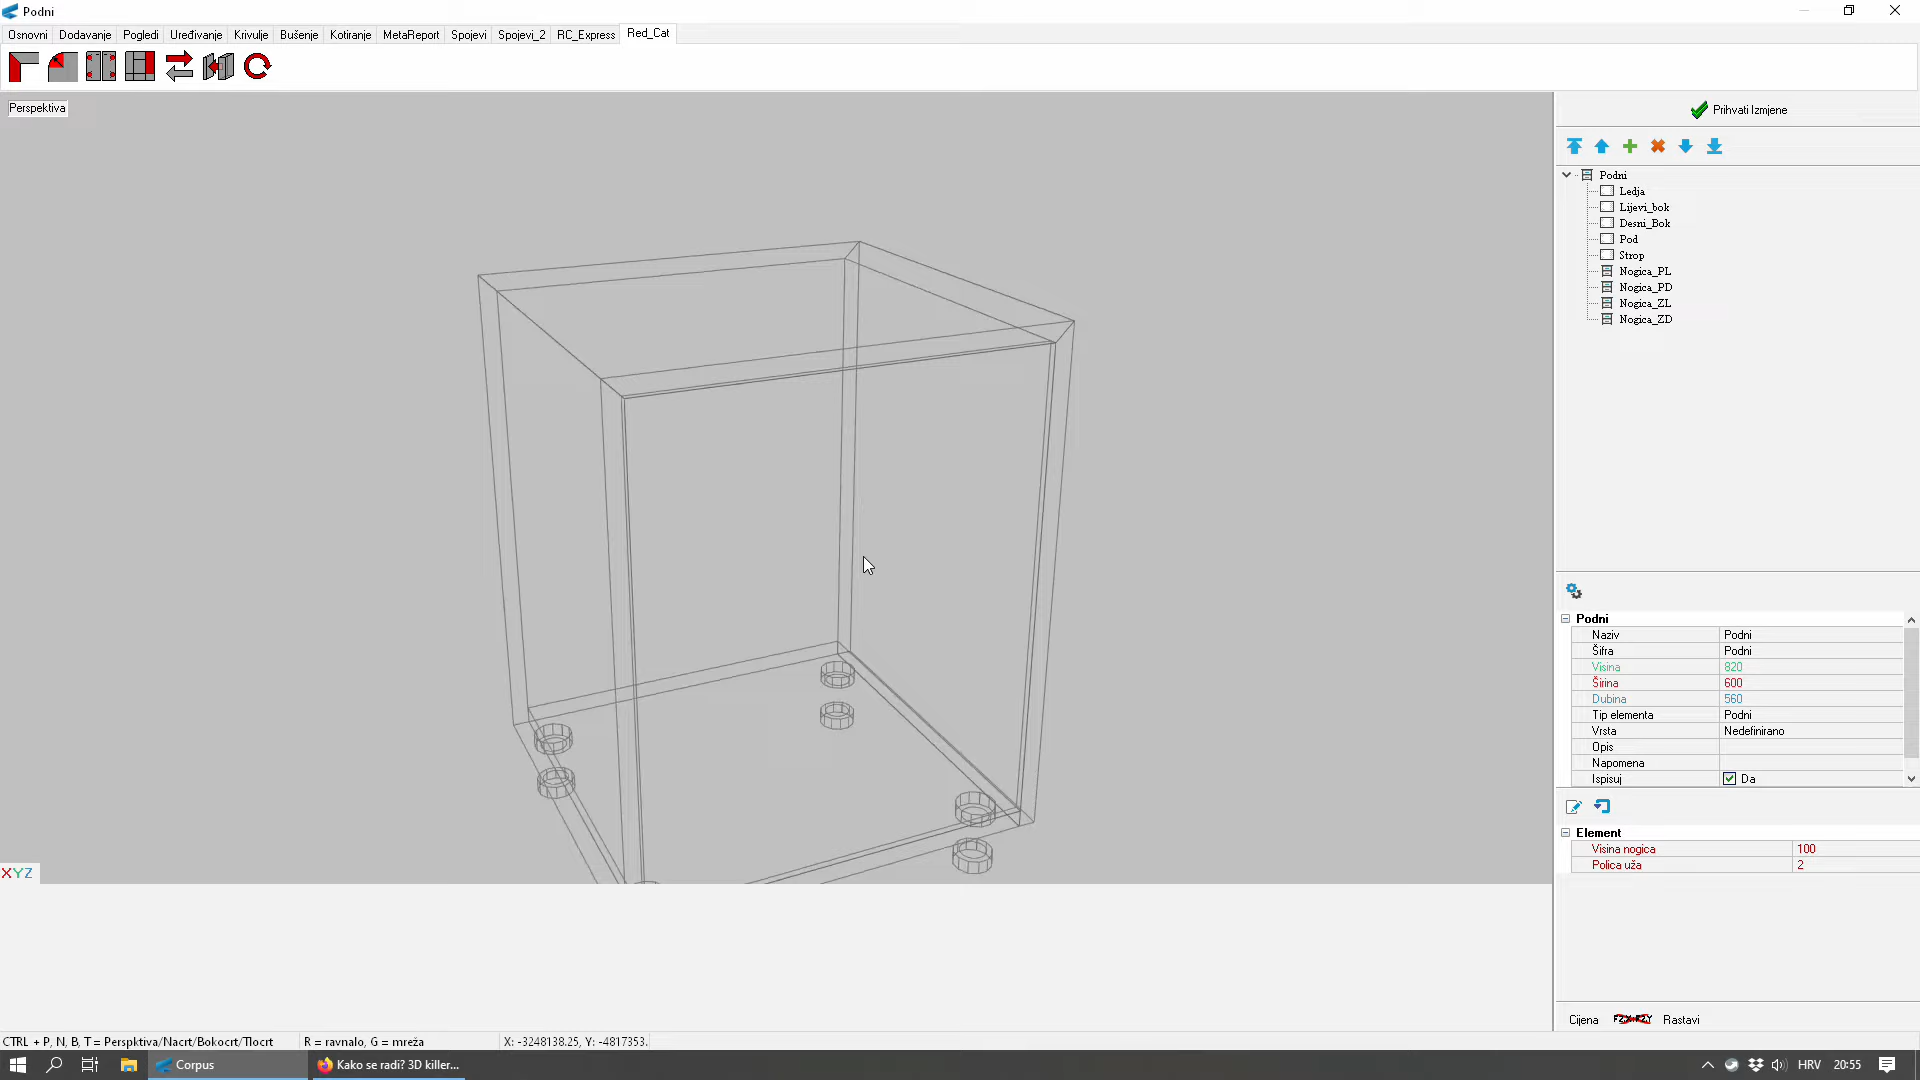 Podni
Osnovni Dodavanje Pogledi Uređivanje Krivulje Bušenje Kotiranje MetaReport Spojevi Spojevi_2 RC_Express Red_Cat
Perspektiva
Prihvati Izmjene
Podni
Ledja
Lijevi_bok
Desni_Bok
Pod
Strop
Nogica_PL
Nogica_PD
Nogica_ZL
Nogica_ZD
Podni
Naziv Podni
Šifra Podni
Visina 820
Širina 600
Dubina 560
Tip elementa Podni
Vrsta Nedefinirano
Opis
Napomena
Ispisuj Da
Element
Visina nogica 100
Polica uža 2
XYZ
Cijena Rastavi
CTRL + P, N, B, T = Perspktiva/Nacrt/Bokocrt/Tlocrt R = ravnalo, G = mreža X: -3248138.25, Y: -4817353.
Corpus Kako se radi? 3D killer... HRV 20:55